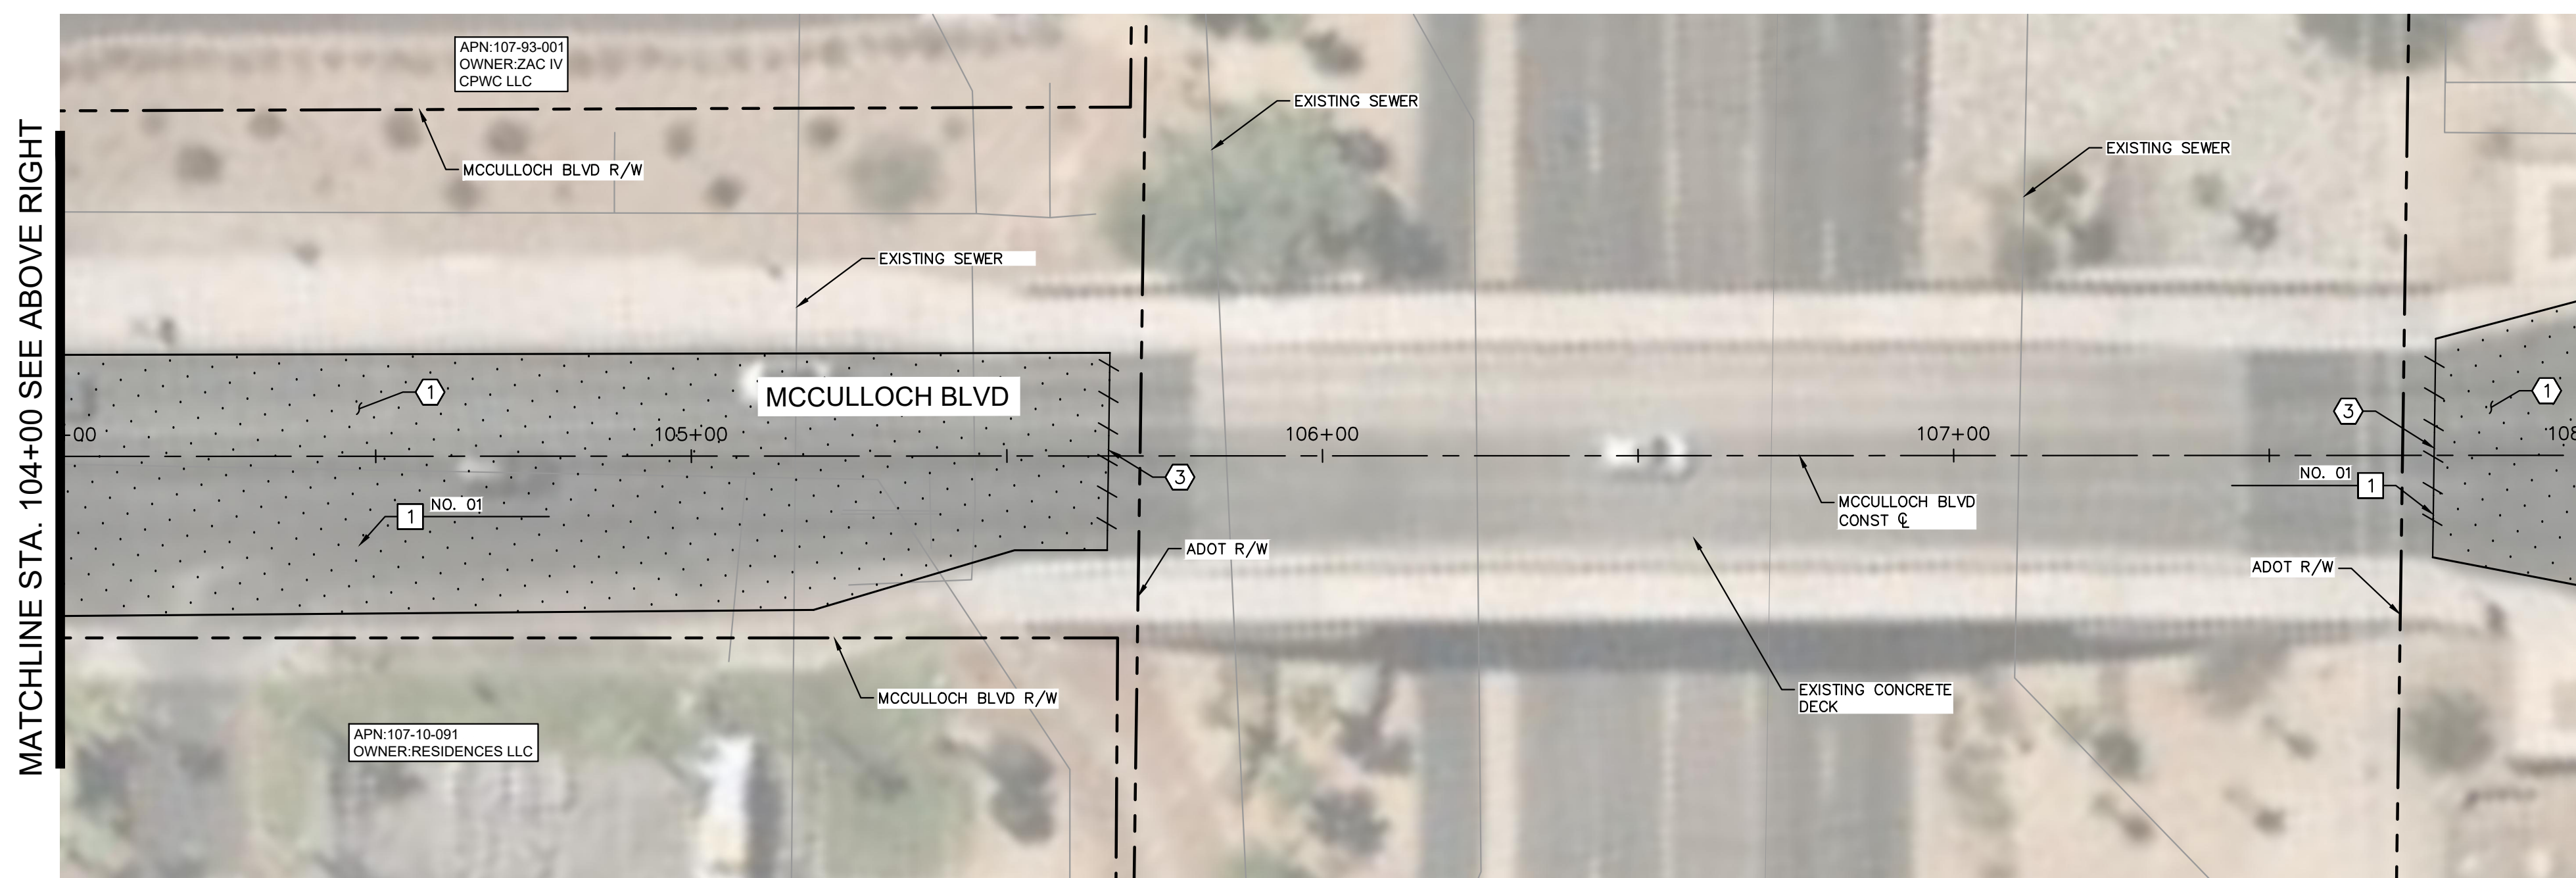 MATCHLINE STA. 104+00 SEE ABOVE RIGHT
APN:107-93-001
OWNER:ZAC IV
CPWC LLC
MCCULLOCH BLVD R/W
EXISTING SEWER
EXISTING SEWER
EXISTING SEWER
1
MCCULLOCH BLVD
+00
105+00
106+00
107+00
108
3
1
3
1
NO. 01
NO. 01
1
MCCULLOCH BLVD
CONST ℄
ADOT R/W
ADOT R/W
MCCULLOCH BLVD R/W
EXISTING CONCRETE
DECK
APN:107-10-091
OWNER:RESIDENCES LLC